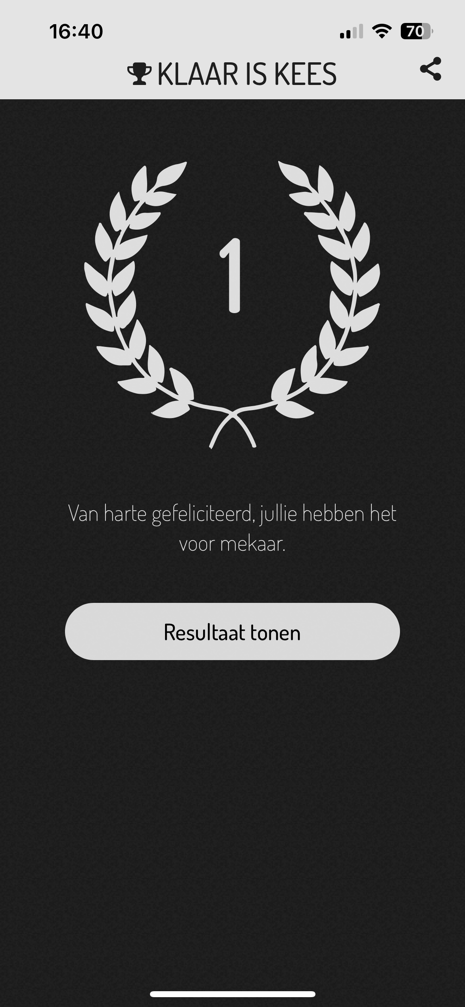 16:40
70
KLAAR IS KEES
1
Van harte gefeliciteerd, jullie hebben het
voor mekaar.
Resultaat tonen